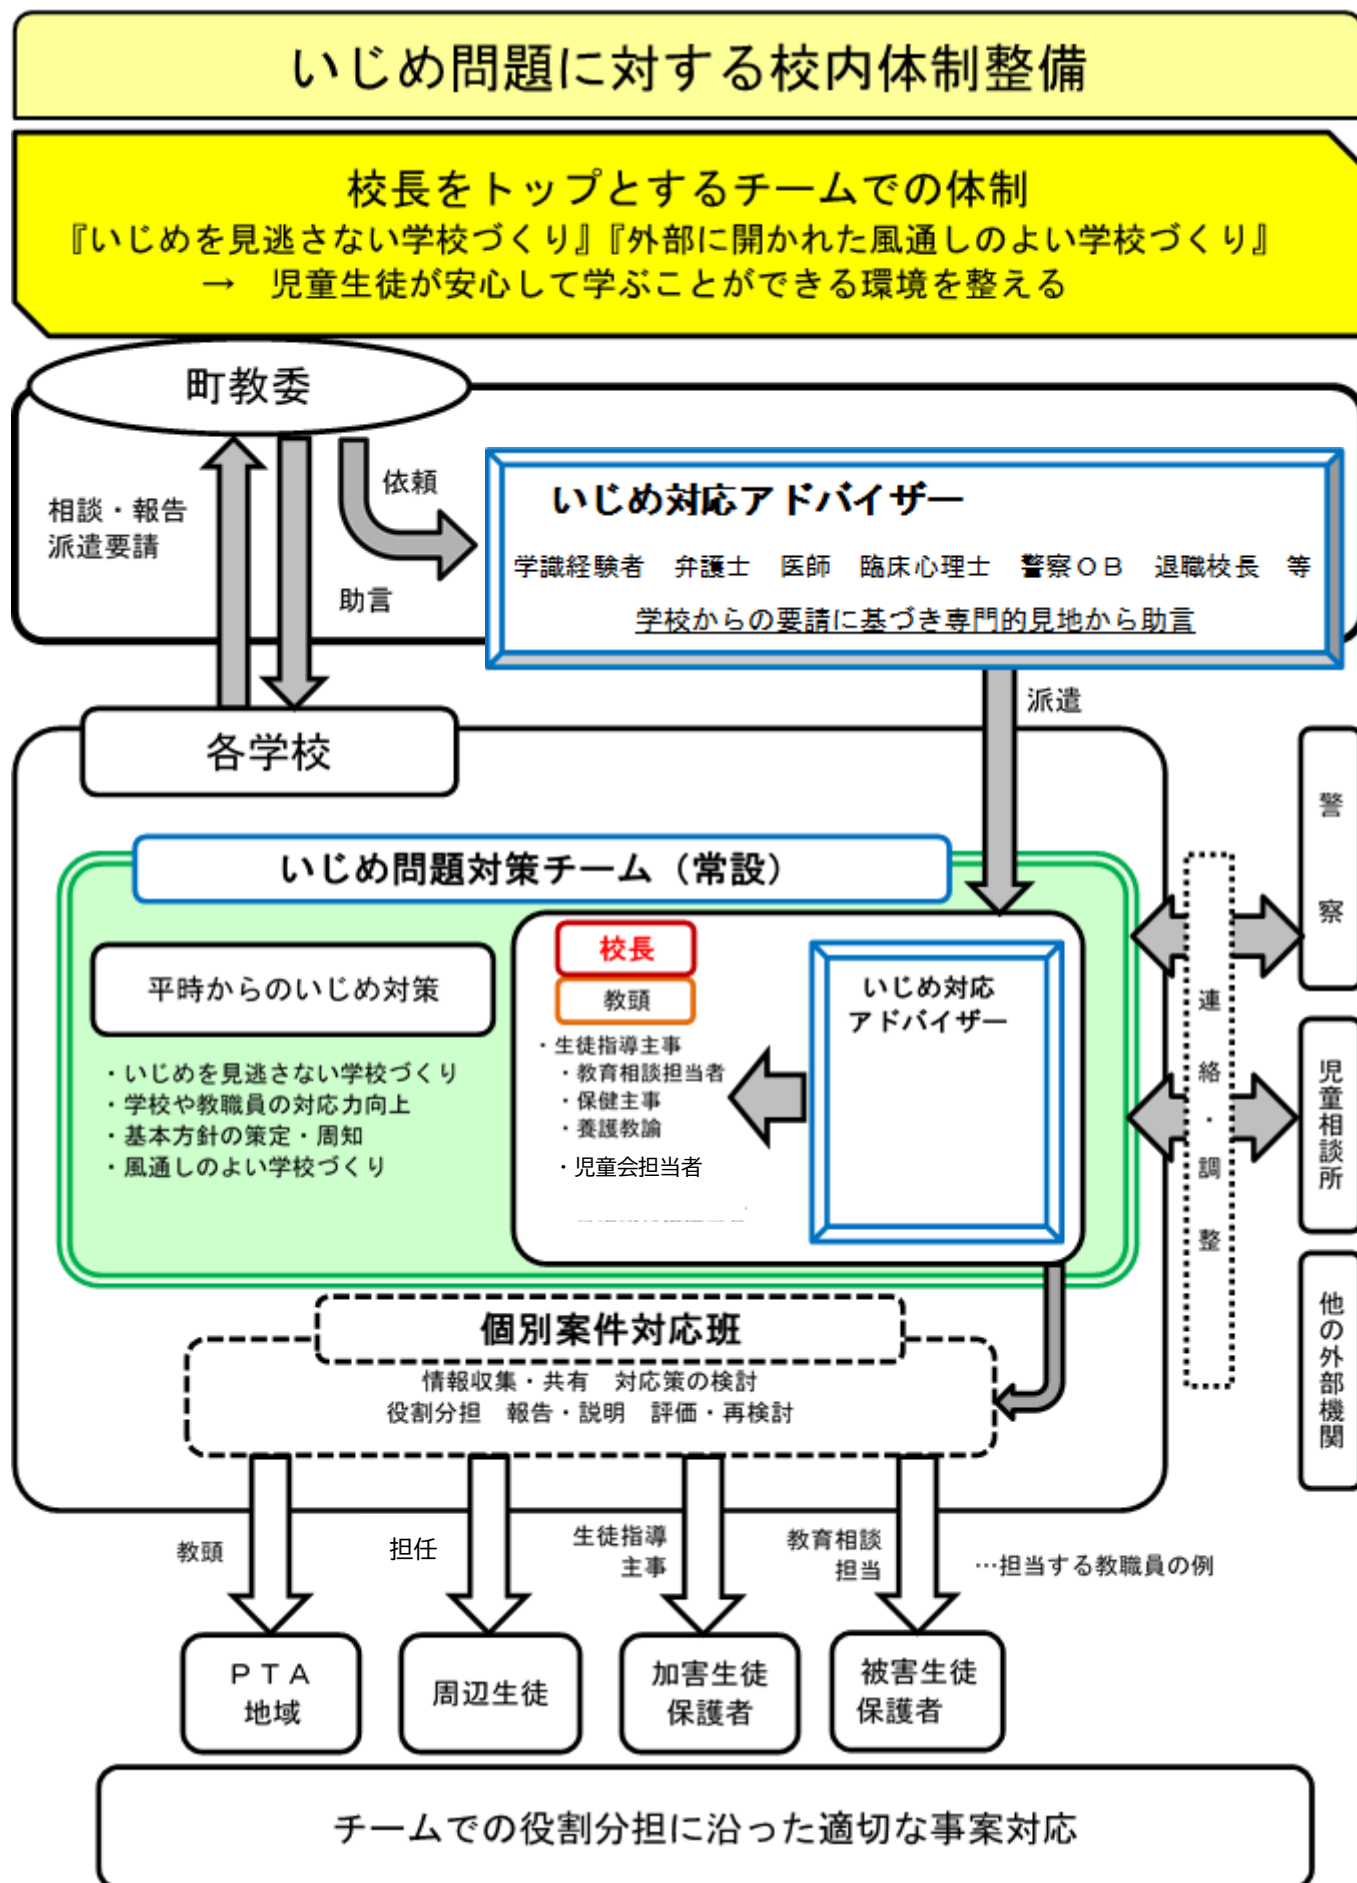 いじめ問題に対する校内体制整備
校長をトップとするチームでの体制
『いじめを見逃さない学校づくり』『外部に開かれた風通しのよい学校づくり』
→　児童生徒が安心して学ぶことができる環境を整える
町教委
相談・報告
派遣要請
助言
依頼
いじめ対応アドバイザー
学識経験者　弁護士　医師　臨床心理士　警察ＯＢ　退職校長　等
学校からの要請に基づき専門的見地から助言
派遣
各学校
いじめ問題対策チーム（常設）
平時からのいじめ対策
・いじめを見逃さない学校づくり
・学校や教職員の対応力向上
・基本方針の策定・周知
・風通しのよい学校づくり
校長
教頭
・生徒指導主事
・教育相談担当者
・保健主事
・養護教諭
・児童会担当者
いじめ対応
アドバイザー
連絡・調整
警察
児童相談所
他の外部機関
個別案件対応班
情報収集・共有　対応策の検討
役割分担　報告・説明　評価・再検討
教頭
担任
生徒指導
主事
教育相談
担当
…担当する教職員の例
ＰＴＡ
地域
周辺生徒
加害生徒
保護者
被害生徒
保護者
チームでの役割分担に沿った適切な事案対応